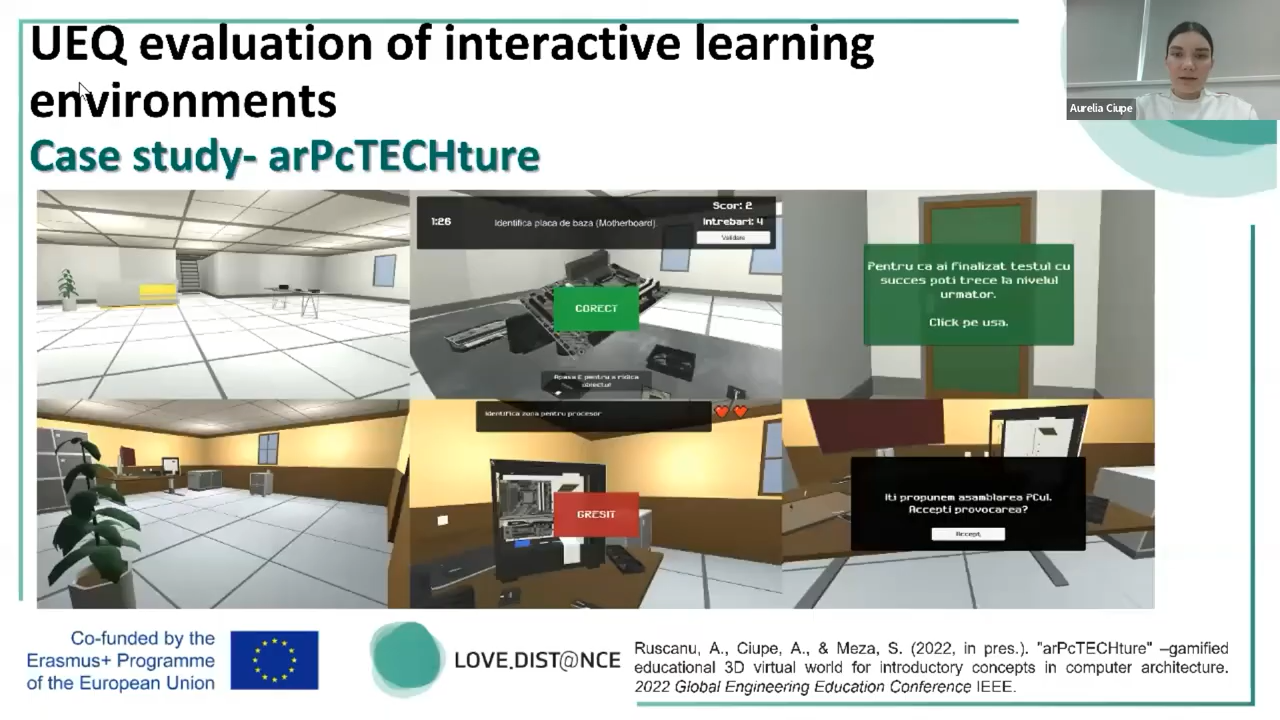 UEQ evaluation of interactive learning
environments
Case study- arPcTECHture
Aurelia Ciupe
1:26
Identifica placa de baza (Motherboard)
Scor: 2
Intrebari: 4
Validare
CORECT
Apasa E pentru a ridica
obiectul
Pentru ca ai finalizat testul cu
succes poti trece la nivelul
urmator.
Click pe usa.
Identifica zona pentru procesor
GRESIT
Iti propunem asamblarea PCul.
Accepti provocarea?
Accept
Co-funded by the
Erasmus+ Programme
of the European Union
LOVE.DIST@NCE
Ruscanu, A., Ciupe, A., & Meza, S. (2022, in pres.). "arPcTECHture" –gamified
educational 3D virtual world for introductory concepts in computer architecture.
2022 Global Engineering Education Conference IEEE.